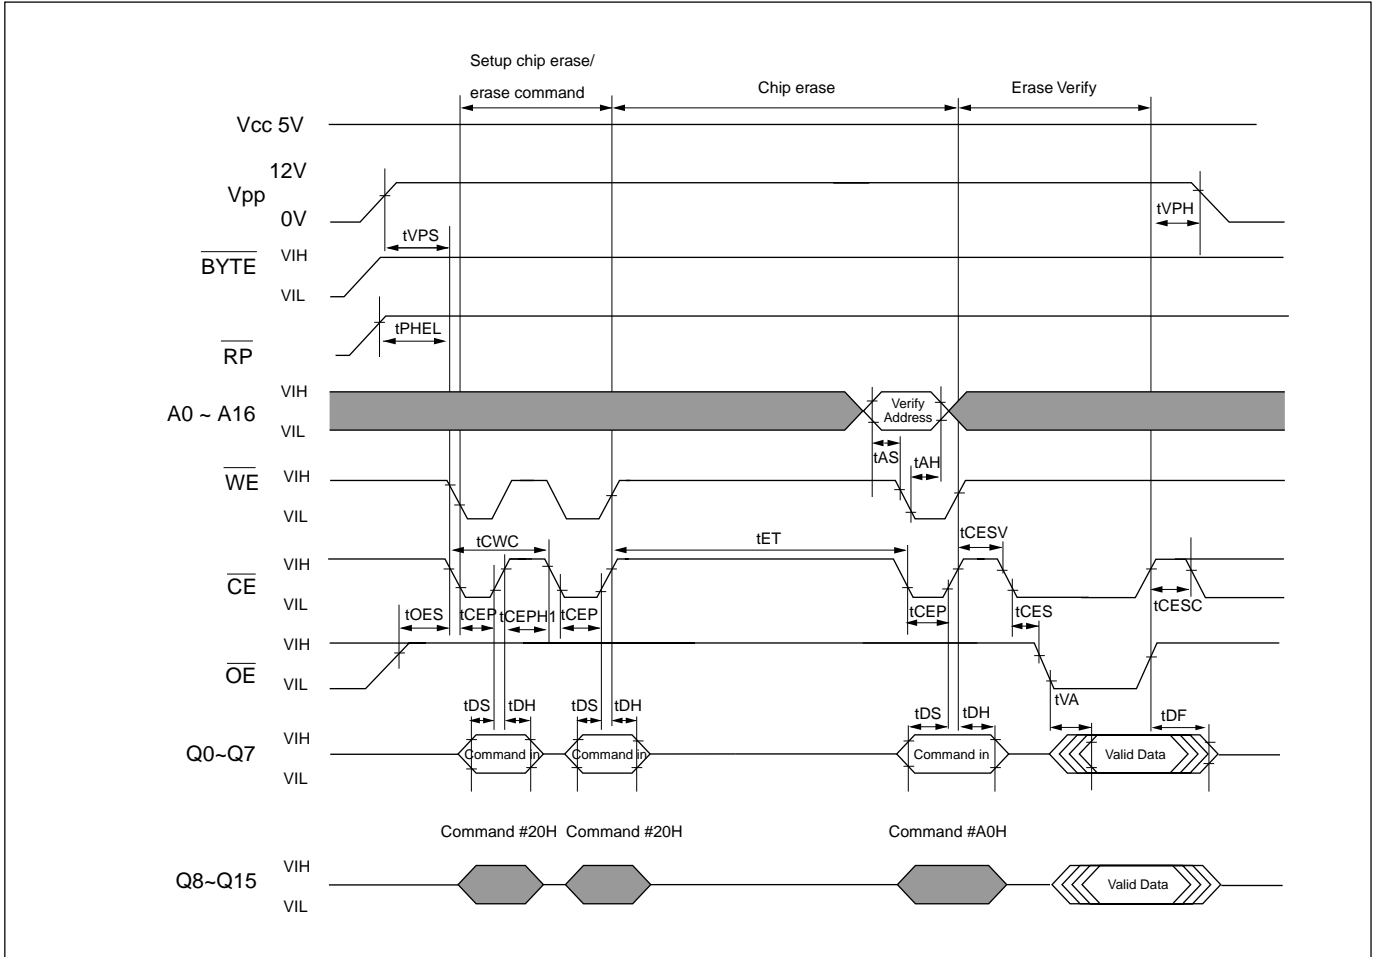 Setup chip erase/
erase command
Chip erase
Erase Verify
Vcc 5V
12V
Vpp
0V
tVPS
tVPH
BYTE
VIH
VIL
tPHEL
RP
A0 ~ A16
VIH
VIL
Verify
Address
tAS
tAH
WE
VIH
VIL
tCWC
tET
tCESV
CE
VIH
VIL
tOES
tCEP
tCEPH1
tCEP
tCEP
tCES
tCESC
OE
VIH
VIL
tVA
tDS
tDH
tDS
tDH
tDS
tDH
tDF
Q0~Q7
VIH
VIL
Command in
Command in
Command in
Valid Data
Command #20H
Command #20H
Command #A0H
Q8~Q15
VIH
VIL
Valid Data